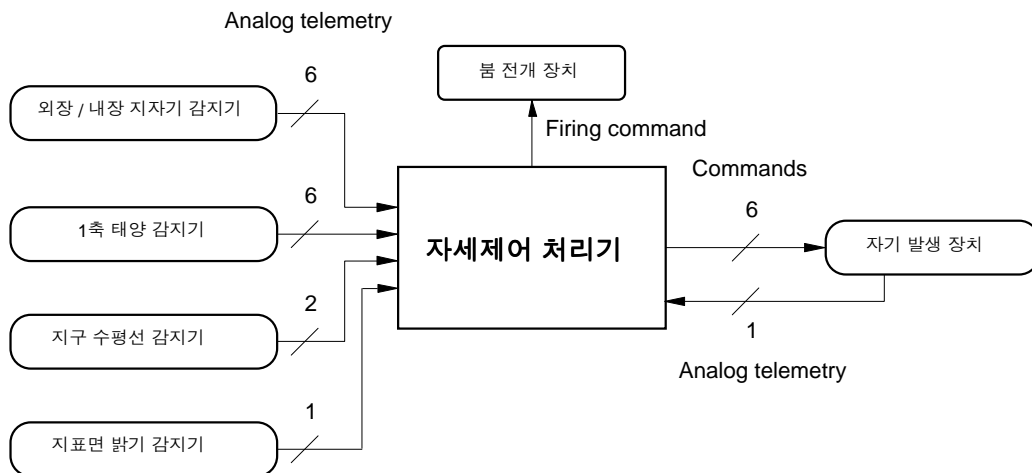 Analog telemetry
붐 전개 장치
6
외장 / 내장 지자기 감지기
Firing command
Commands
6
1축 태양 감지기
6
자세제어 처리기
자기 발생 장치
2
지구 수평선 감지기
1
Analog telemetry
1
지표면 밝기 감지기